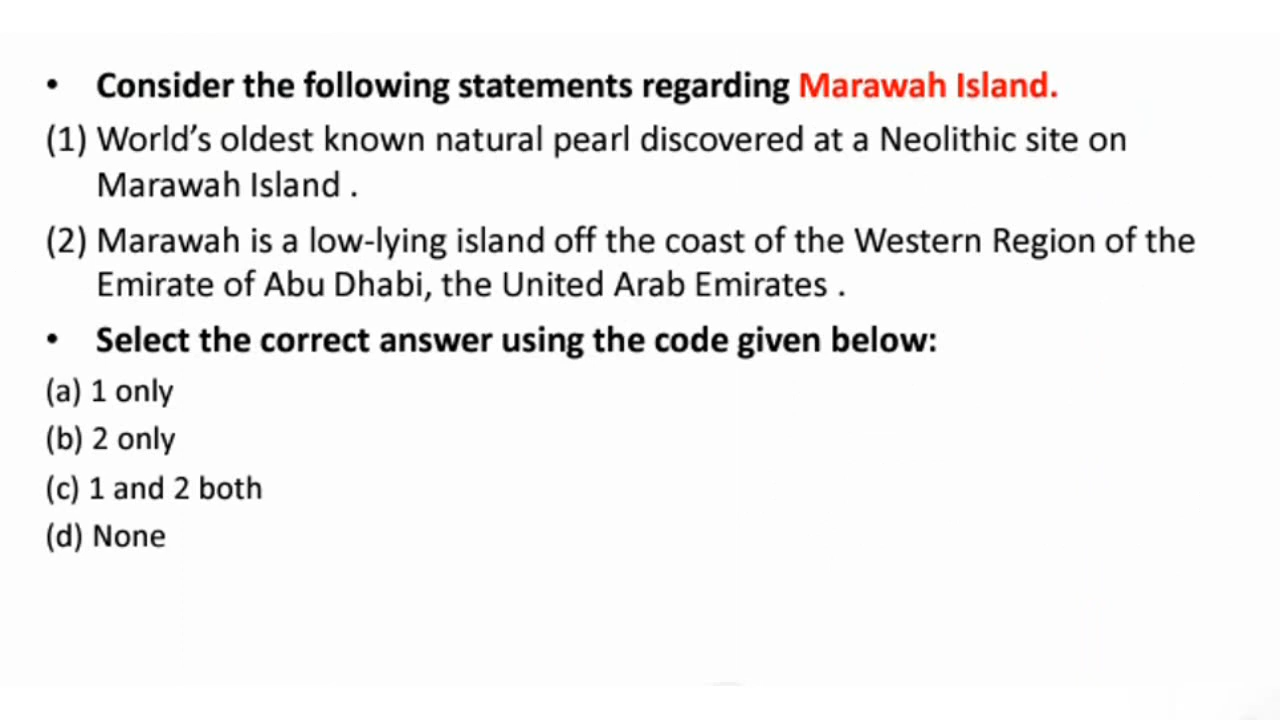 • Consider the following statements regarding Marawah Island.
(1) World's oldest known natural pearl discovered at a Neolithic site on
Marawah Island .
(2) Marawah is a low-lying island off the coast of the Western Region of the
Emirate of Abu Dhabi, the United Arab Emirates .
• Select the correct answer using the code given below:
(a) 1 only
(b) 2 only
(c) 1 and 2 both
(d) None